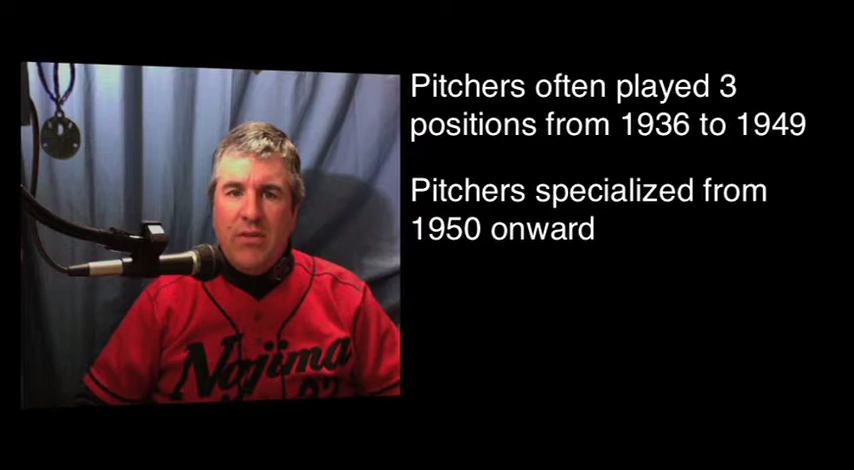 Pitchers often played 3
positions from 1936 to 1949
Pitchers specialized from
1950 onward
Nojima